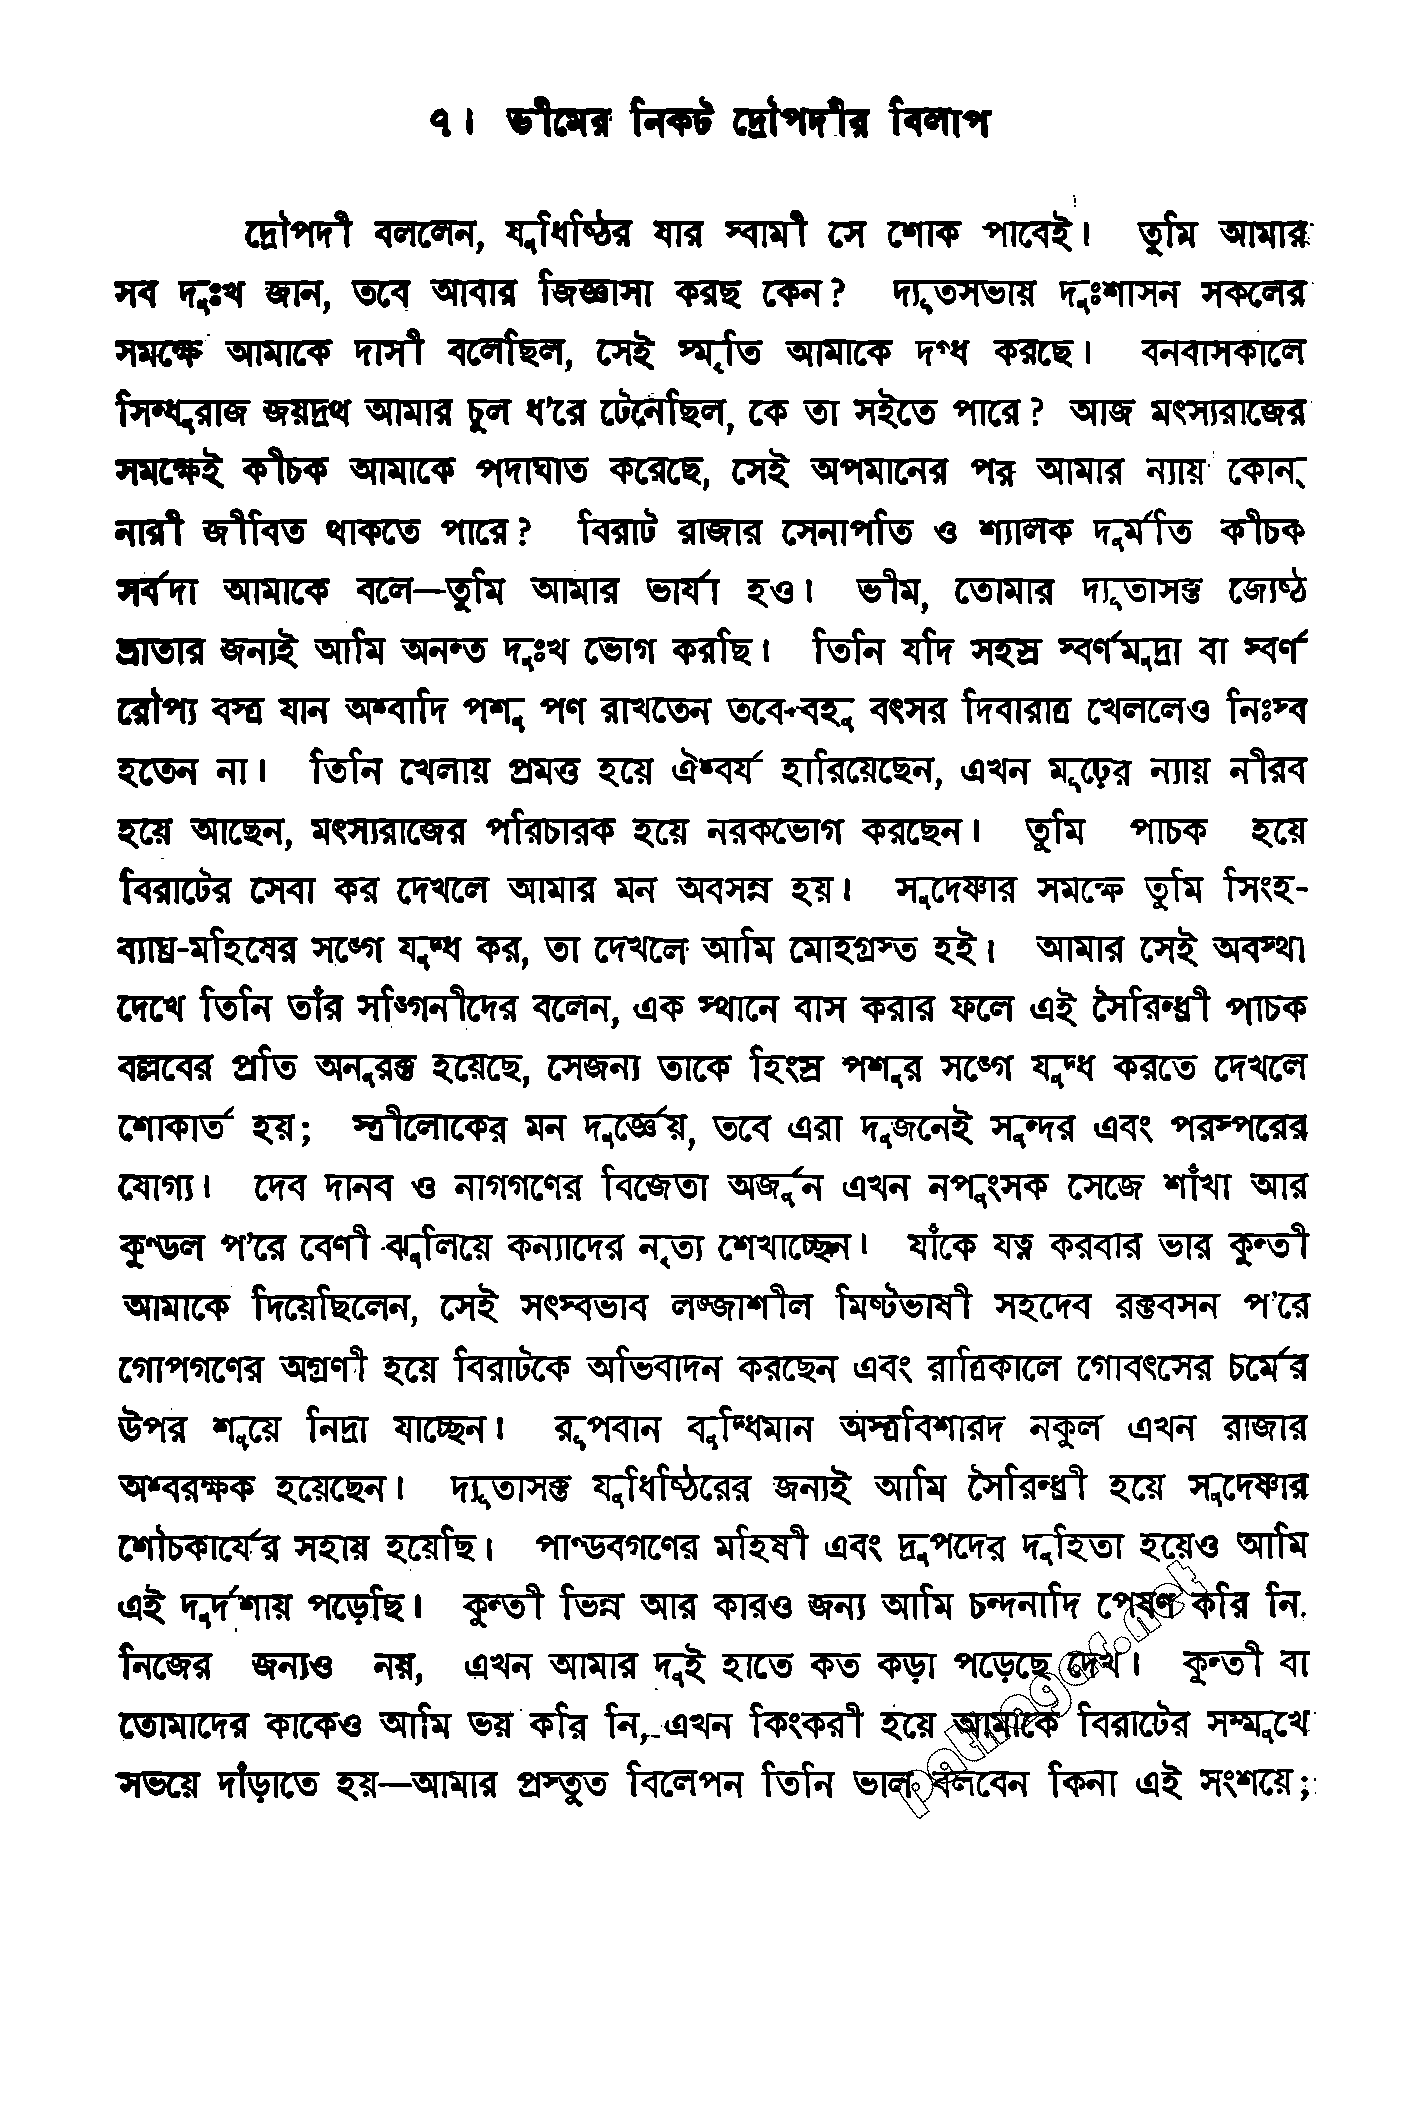 ৭। ভীমের নিকট দ্রৌপদীর বিলাপ
দ্রৌপদী বললেন, যুধিষ্ঠির যার স্বামী সে শোক পাবেই। তুমি আমার
সব দুঃখ জান, তবে আবার জিজ্ঞাসা করছ কেন? দ্যূতসভায় দুঃশাসন সকলের
সমক্ষে আমাকে দাসী বলেছিল, সেই স্মৃতি আমাকে দগ্ধ করছে। বনবাসকালে
সিন্ধুরাজ জয়দ্রথ আমার চুল ধ'রে টেনেছিল, কে তা সইতে পারে? আজ মৎস্যরাজের
সমক্ষেই কীচক আমাকে পদাঘাত করেছে, সেই অপমানের পর আমার ন্যায় কোন্
নারী জীবিত থাকতে পারে? বিরাট রাজার সেনাপতি ও শ্যালক দুর্মতি কীচক
সর্বদা আমাকে বলে—তুমি আমার ভার্যা হও। ভীম, তোমার দ্যূতাসক্ত জ্যেষ্ঠ
ভ্রাতার জন্যই আমি অনন্ত দুঃখ ভোগ করছি। তিনি যদি সহস্র স্বর্ণমুদ্রা বা স্বর্ণ
রৌপ্য বস্ত্র যান অশ্বাদি পশু পণ রাখতেন তবে বহু বৎসর দিবারাত্র খেললেও নিঃস্ব
হতেন না। তিনি খেলায় প্রমত্ত হয়ে ঐশ্বর্য হারিয়েছেন, এখন মূঢ়ের ন্যায় নীরব
হয়ে আছেন, মৎস্যরাজের পরিচারক হয়ে নরকভোগ করছেন। তুমি পাচক হয়ে
বিরাটের সেবা কর দেখলে আমার মন অবসন্ন হয়। সুদেষ্ণার সমক্ষে তুমি সিংহ-
ব্যাঘ্র-মহিষের সঙ্গে যুদ্ধ কর, তা দেখলে আমি মোহগ্রস্ত হই। আমার সেই অবস্থা
দেখে তিনি তাঁর সঙ্গিনীদের বলেন, এক স্থানে বাস করার ফলে এই সৈরিন্ধ্রী পাচক
বল্লবের প্রতি অনুরক্ত হয়েছে, সেজন্য তাকে হিংস্র পশুর সঙ্গে যুদ্ধ করতে দেখলে
শোকার্ত হয়; স্ত্রীলোকের মন দুর্জ্ঞেয়, তবে এরা দুজনেই সুন্দর এবং পরস্পরের
যোগ্য। দেব দানব ও নাগগণের বিজেতা অর্জুন এখন নপুংসক সেজে শাঁখা আর
কুণ্ডল প'রে বেণী ঝুলিয়ে কন্যাদের নৃত্য শেখাচ্ছেন। যাঁকে যত্ন করবার ভার কুন্তী
আমাকে দিয়েছিলেন, সেই সৎস্বভাব লজ্জাশীল মিষ্টভাষী সহদেব রক্তবসন প'রে
গোপগণের অগ্রণী হয়ে বিরাটকে অভিবাদন করছেন এবং রাত্রিকালে গোবৎসের চর্মের
উপর শুয়ে নিদ্রা যাচ্ছেন। রূপবান বুদ্ধিমান অস্ত্রবিশারদ নকুল এখন রাজার
অশ্বরক্ষক হয়েছেন। দ্যূতাসক্ত যুধিষ্ঠিরের জন্যই আমি সৈরিন্ধ্রী হয়ে সুদেষ্ণার
শৌচকার্যের সহায় হয়েছি। পাণ্ডবগণের মহিষী এবং দ্রুপদের দুহিতা হয়েও আমি
এই দুর্দশায় পড়েছি। কুন্তী ভিন্ন আর কারও জন্য আমি চন্দনাদি পেষণ করি নি,
নিজের জন্যও নয়, এখন আমার দুই হাতে কত কড়া পড়েছে দেখ। কুন্তী বা
তোমাদের কাকেও আমি ভয় করি নি, এখন কিংকরী হয়ে আমাকে বিরাটের সম্মুখে
সভয়ে দাঁড়াতে হয়—আমার প্রস্তুত বিলেপন তিনি ভাল বলবেন কিনা এই সংশয়ে;
pathagar.net